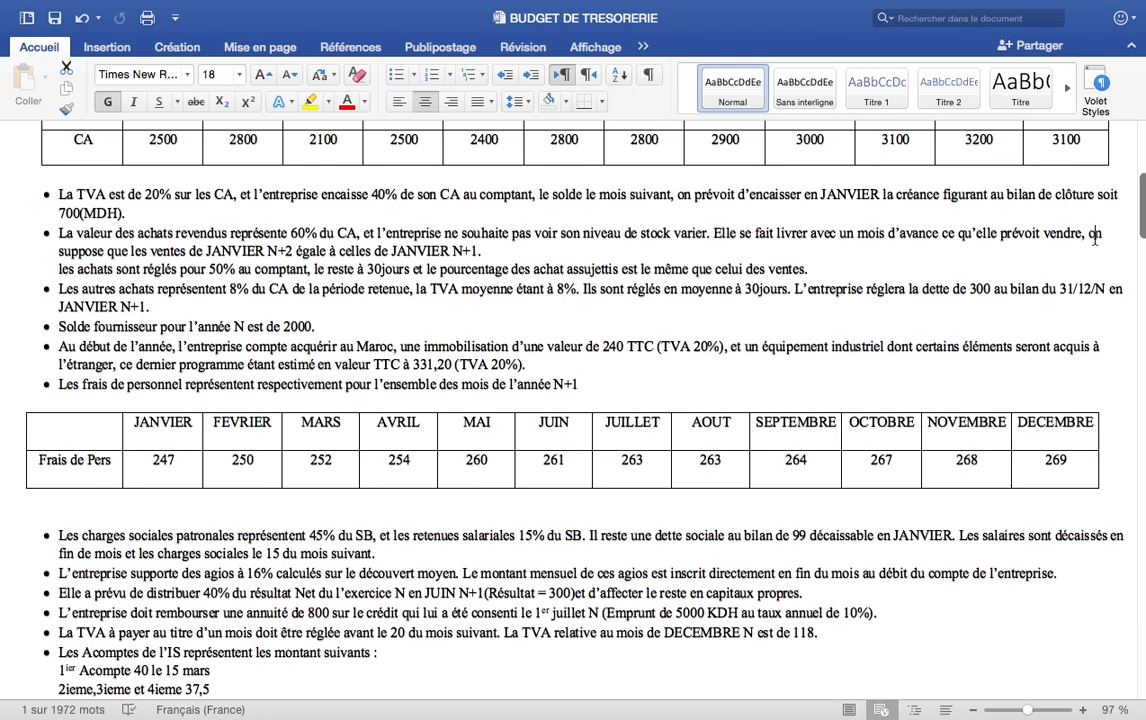 BUDGET DE TRESORERIE
Rechercher dans le document
Accueil Insertion Création Mise en page Références Publipostage Révision Affichage >> Partager
Times New R... 18
Coller
G I S abc X₂ X²
AaBbCcDdEe AaBbCcDdEe AaBbCcDc AaBbCcDdEe AaBb(
Normal Sans interligne Titre 1 Titre 2 Titre
Volet Styles
CA 2500 2800 2100 2500 2400 2800 2800 2900 3000 3100 3200 3100
• La TVA est de 20% sur les CA, et l'entreprise encaisse 40% de son CA au comptant, le solde le mois suivant, on prévoit d'encaisser en JANVIER la créance figurant au bilan de clôture soit
700(MDH).
• La valeur des achats revendus représente 60% du CA, et l'entreprise ne souhaite pas voir son niveau de stock varier. Elle se fait livrer avec un mois d'avance ce qu'elle prévoit vendre, on
suppose que les ventes de JANVIER N+2 égale à celles de JANVIER N+1.
les achats sont réglés pour 50% au comptant, le reste à 30jours et le pourcentage des achat assujettis est le même que celui des ventes.
• Les autres achats représentent 8% du CA de la période retenue, la TVA moyenne étant à 8%. Ils sont réglés en moyenne à 30jours. L'entreprise réglera la dette de 300 au bilan du 31/12/N en
JANVIER N+1.
• Solde fournisseur pour l'année N est de 2000.
• Au début de l'année, l'entreprise compte acquérir au Maroc, une immobilisation d'une valeur de 240 TTC (TVA 20%), et un équipement industriel dont certains éléments seront acquis à
l'étranger, ce dernier programme étant estimé en valeur TTC à 331,20 (TVA 20%).
• Les frais de personnel représentent respectivement pour l'ensemble des mois de l'année N+1
JANVIER FEVRIER MARS AVRIL MAI JUIN JUILLET AOUT SEPTEMBRE OCTOBRE NOVEMBRE DECEMBRE
Frais de Pers 247 250 252 254 260 261 263 263 264 267 268 269
• Les charges sociales patronales représentent 45% du SB, et les retenues salariales 15% du SB. Il reste une dette sociale au bilan de 99 décaissable en JANVIER. Les salaires sont décaissés en
fin de mois et les charges sociales le 15 du mois suivant.
• L'entreprise supporte des agios à 16% calculés sur le découvert moyen. Le montant mensuel de ces agios est inscrit directement en fin du mois au débit du compte de l'entreprise.
• Elle a prévu de distribuer 40% du résultat Net du l'exercice N en JUIN N+1(Résultat = 300)et d'affecter le reste en capitaux propres.
• L'entreprise doit rembourser une annuité de 800 sur le crédit qui lui a été consenti le 1er juillet N (Emprunt de 5000 KDH au taux annuel de 10%).
• La TVA à payer au titre d'un mois doit être réglée avant le 20 du mois suivant. La TVA relative au mois de DECEMBRE N est de 118.
• Les Acomptes de l'IS représentent les montant suivants :
1ier Acompte 40 le 15 mars
2ieme,3ieme et 4ieme 37,5
1 sur 1972 mots Français (France) 97 %